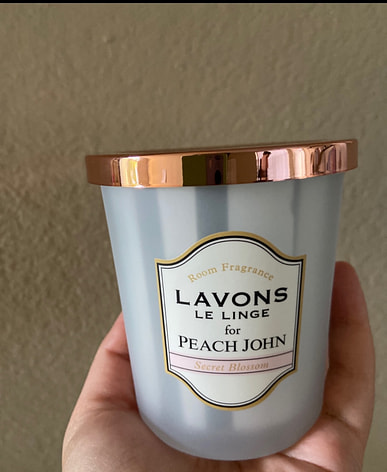 Room Fragrance
LAVONS
LE LINGE
for
PEACH JOHN
Secret Blossom